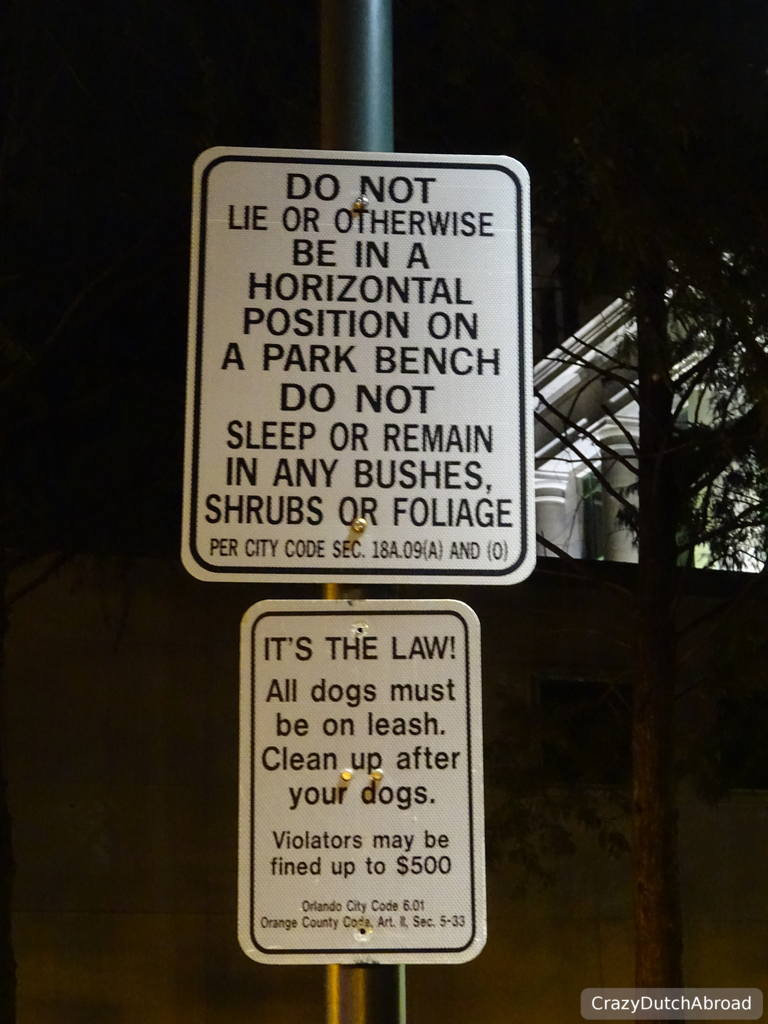 DO NOT
LIE OR OTHERWISE
BE IN A
HORIZONTAL
POSITION ON
A PARK BENCH
DO NOT
SLEEP OR REMAIN
IN ANY BUSHES,
SHRUBS OR FOLIAGE
PER CITY CODE SEC. 18A.09(A) AND (O)
IT'S THE LAW!
All dogs must
be on leash.
Clean up after
your dogs.
Violators may be
fined up to $500
Orlando City Code 6.01
Orange County Code, Art. II, Sec. 5-33
CrazyDutchAbroad